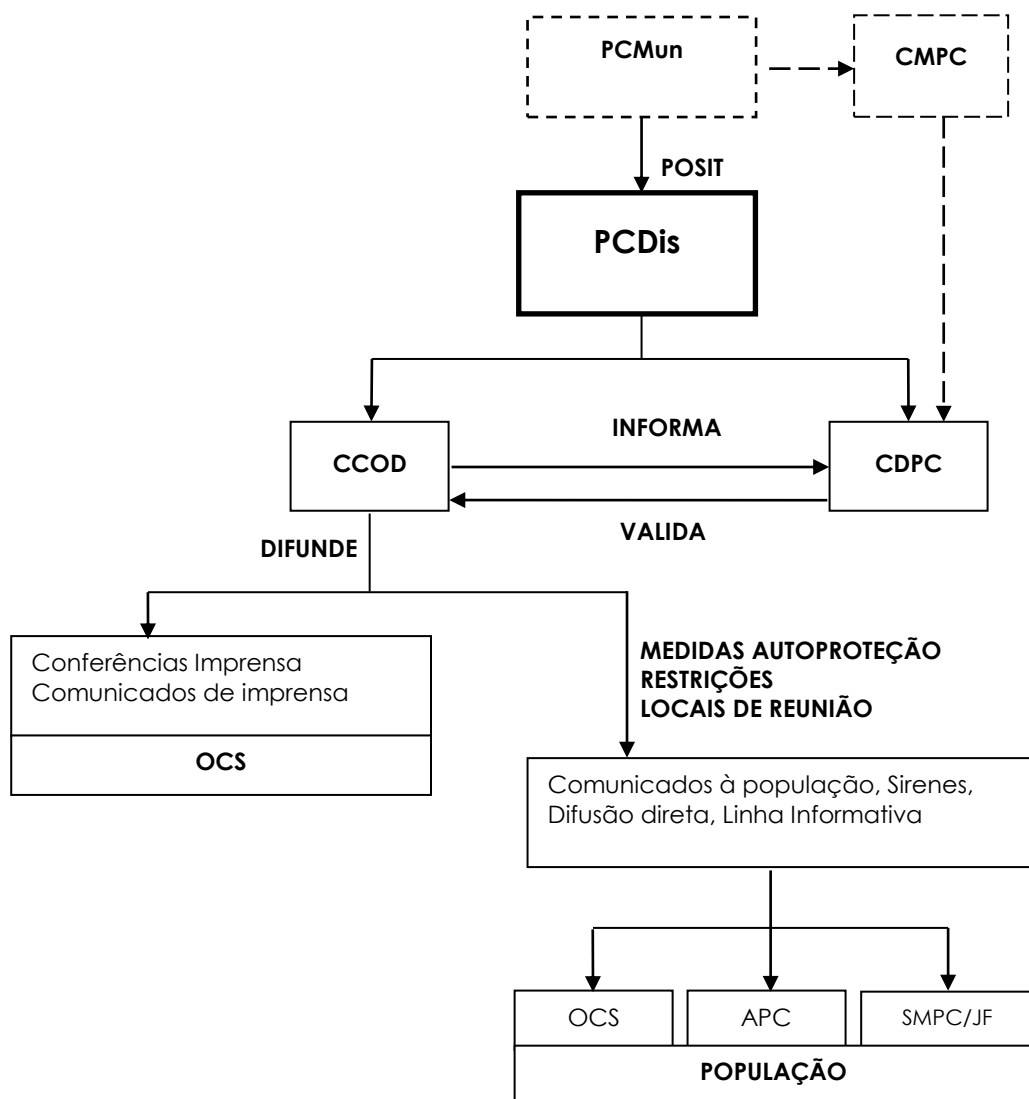 PCMun
CMPC
POSIT
PCDis
INFORMA
CCOD
CDPC
VALIDA
DIFUNDE
Conferências Imprensa
Comunicados de imprensa
OCS
MEDIDAS AUTOPROTEÇÃO
RESTRIÇÕES
LOCAIS DE REUNIÃO
Comunicados à população, Sirenes,
Difusão direta, Linha Informativa
OCS
APC
SMPC/JF
POPULAÇÃO